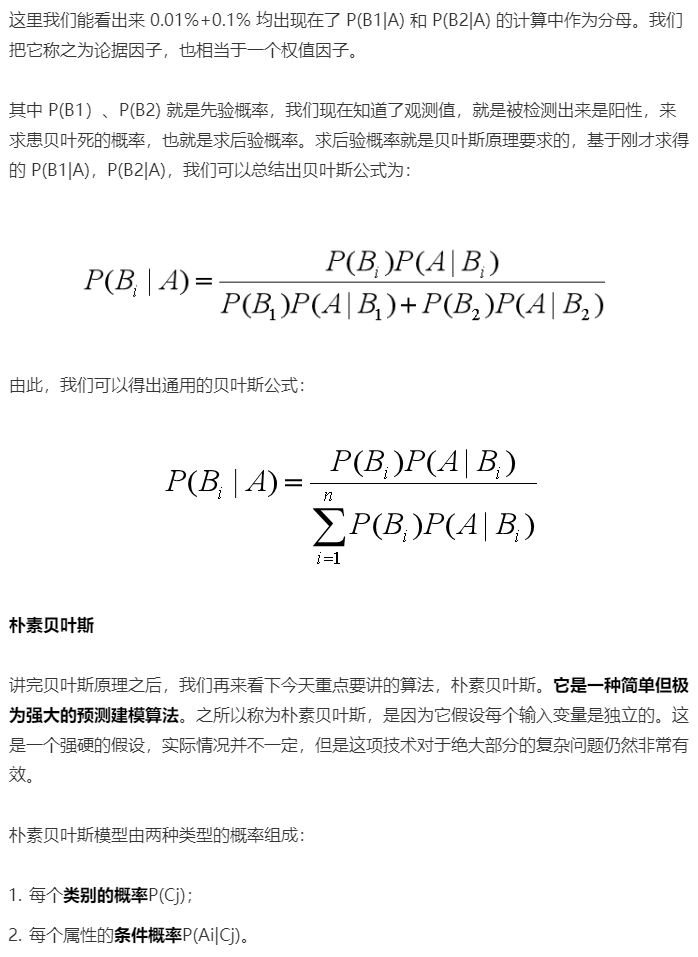 这里我们能看出来 0.01%+0.1% 均出现在了 P(B1|A) 和 P(B2|A) 的计算中作为分母。我们
把它称之为论据因子，也相当于一个权值因子。
其中 P(B1）、P(B2) 就是先验概率，我们现在知道了观测值，就是被检测出来是阳性，来
求患贝叶死的概率，也就是求后验概率。求后验概率就是贝叶斯原理要求的，基于刚才求得
的 P(B1|A)，P(B2|A)，我们可以总结出贝叶斯公式为：
P(B_i | A) = \frac{P(B_i)P(A | B_i)}{P(B_1)P(A | B_1) + P(B_2)P(A | B_2)}
由此，我们可以得出通用的贝叶斯公式：
P(B_i | A) = \frac{P(B_i)P(A | B_i)}{\sum_{i=1}^{n} P(B_i)P(A | B_i)}
朴素贝叶斯
讲完贝叶斯原理之后，我们再来看下今天重点要讲的算法，朴素贝叶斯。它是一种简单但极
为强大的预测建模算法。之所以称为朴素贝叶斯，是因为它假设每个输入变量是独立的。这
是一个强硬的假设，实际情况并不一定，但是这项技术对于绝大部分的复杂问题仍然非常有
效。
朴素贝叶斯模型由两种类型的概率组成：
1. 每个类别的概率P(Cj)；
2. 每个属性的条件概率P(Ai|Cj)。